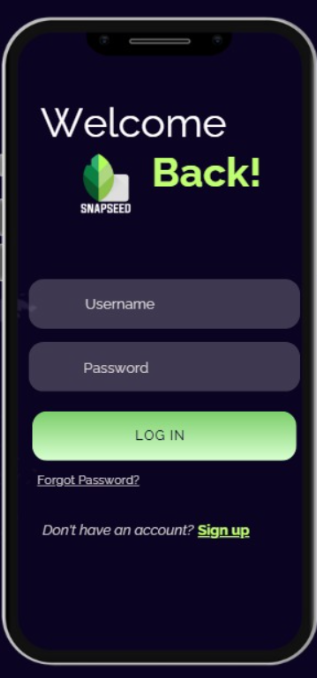 Welcome
Back!
SNAPSEED
Username
Password
LOG IN
Forgot Password?
Don't have an account? Sign up